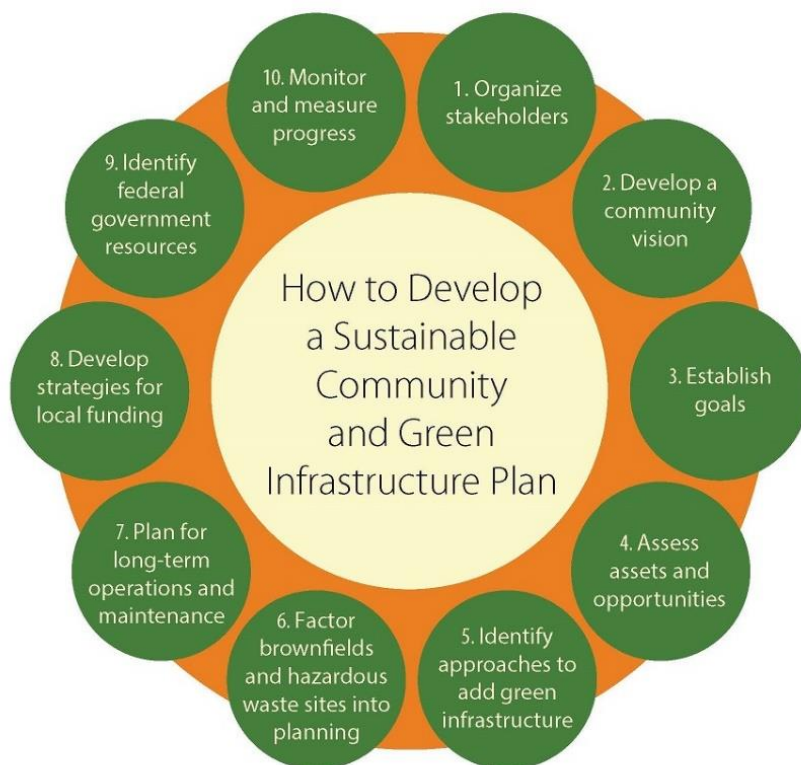 How to Develop
a Sustainable
Community
and Green
Infrastructure Plan
1. Organize
stakeholders
2. Develop a
community
vision
3. Establish
goals
4. Assess
assets and
opportunities
5. Identify
approaches to
add green
infrastructure
6. Factor
brownfields
and hazardous
waste sites into
planning
7. Plan for
long-term
operations and
maintenance
8. Develop
strategies for
local funding
9. Identify
federal
government
resources
10. Monitor
and measure
progress